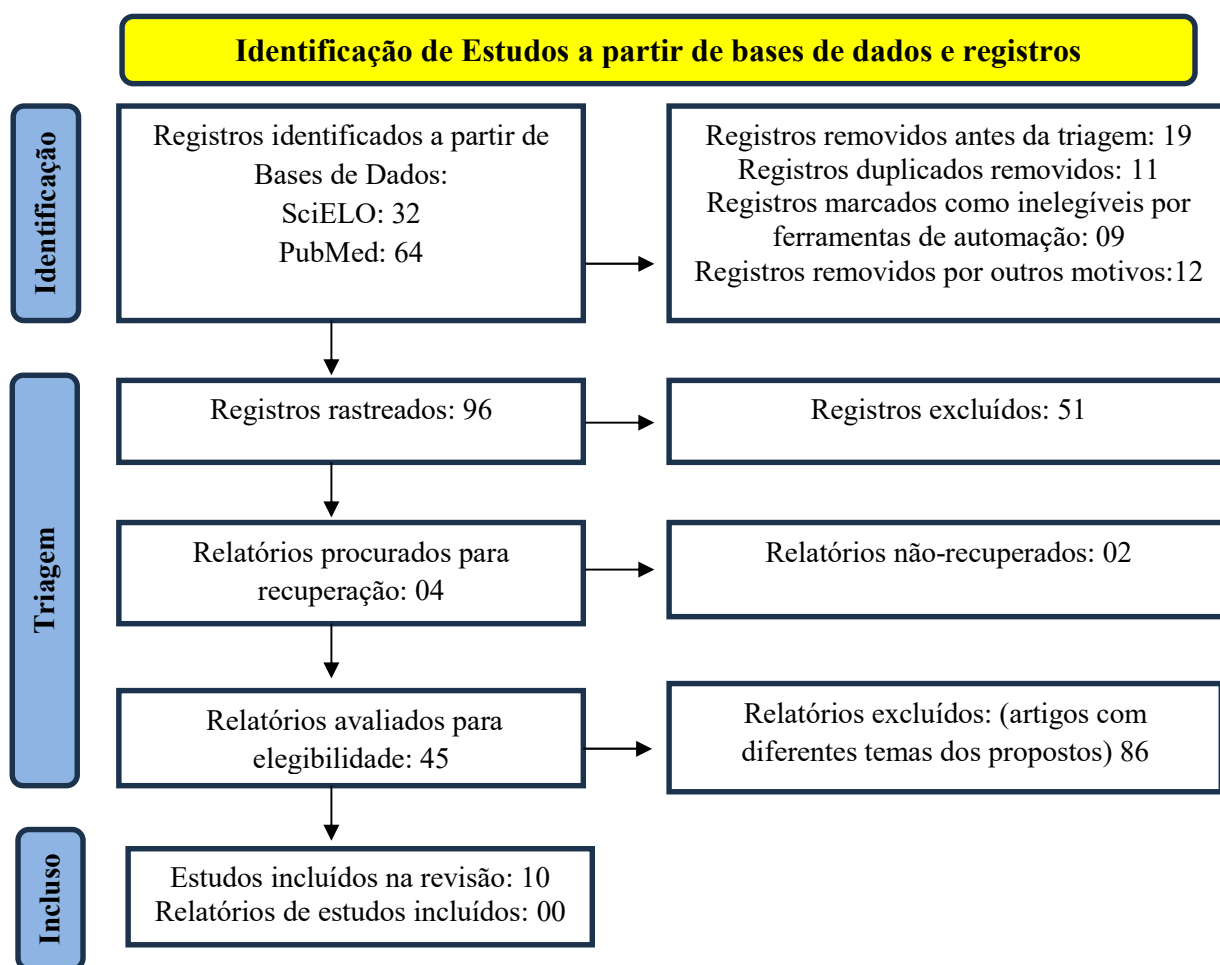 Identificação de Estudos a partir de bases de dados e registros
Identificação
Registros identificados a partir de
Bases de Dados:
SciELO: 32
PubMed: 64
Registros removidos antes da triagem: 19
Registros duplicados removidos: 11
Registros marcados como inelegíveis por
ferramentas de automação: 09
Registros removidos por outros motivos:12
Triagem
Registros rastreados: 96
Registros excluídos: 51
Relatórios procurados para
recuperação: 04
Relatórios não-recuperados: 02
Relatórios avaliados para
elegibilidade: 45
Relatórios excluídos: (artigos com
diferentes temas dos propostos) 86
Incluso
Estudos incluídos na revisão: 10
Relatórios de estudos incluídos: 00